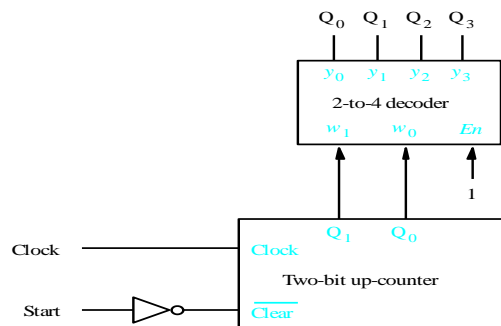 Q0 Q1 Q2 Q3
y0 y1 y2 y3
2-to-4 decoder
w1 w0 En
1
Q1 Q0
Clock Clock
Two-bit up-counter
Start Clear